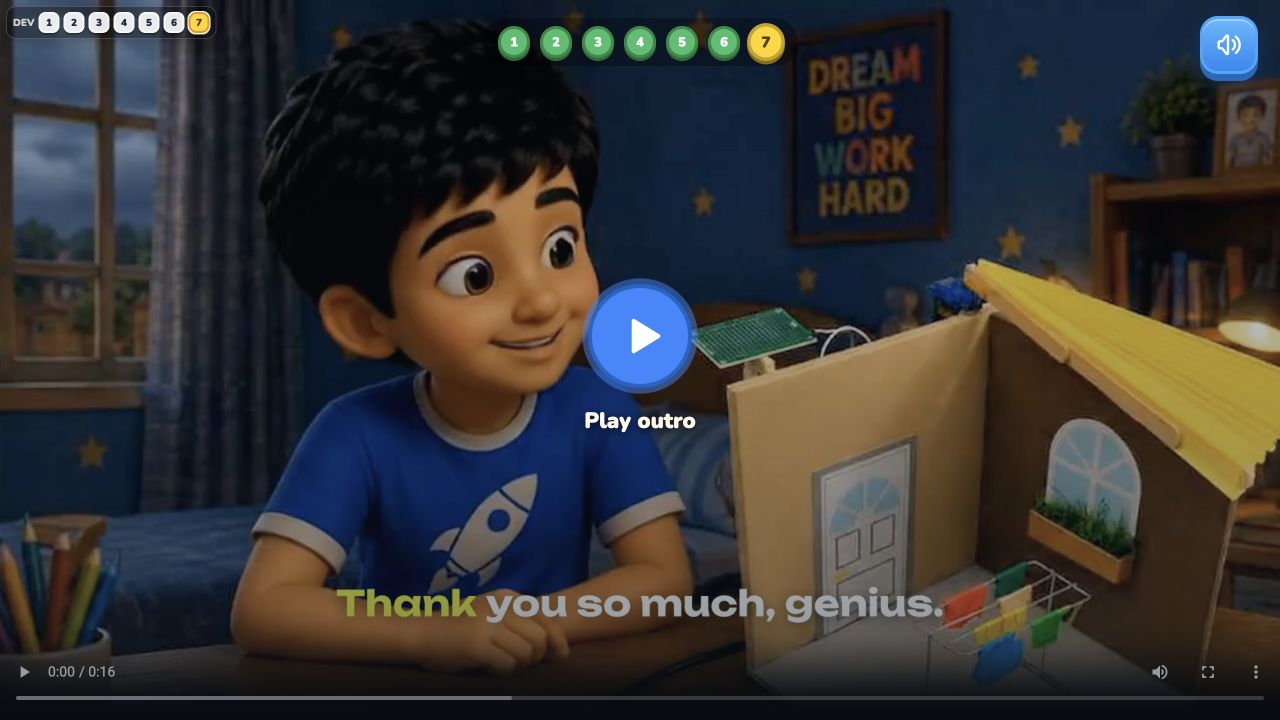 DEV 1 2 3 4 5 6 7
1 2 3 4 5 6 7
DREAM
BIG
WORK
HARD
Play outro
Thank you so much, genius.
0:00 / 0:16